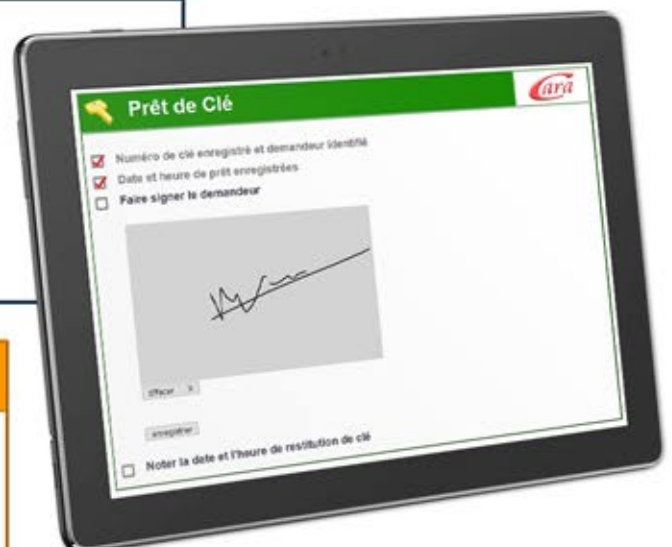 Prêt de Clé
Cara
Numéro de clé enregistré et demandeur identifié
Date et heure de prêt enregistrées
Faire signer le demandeur
Effacer X
enregistrer
Noter la date et l'heure de restitution de clé